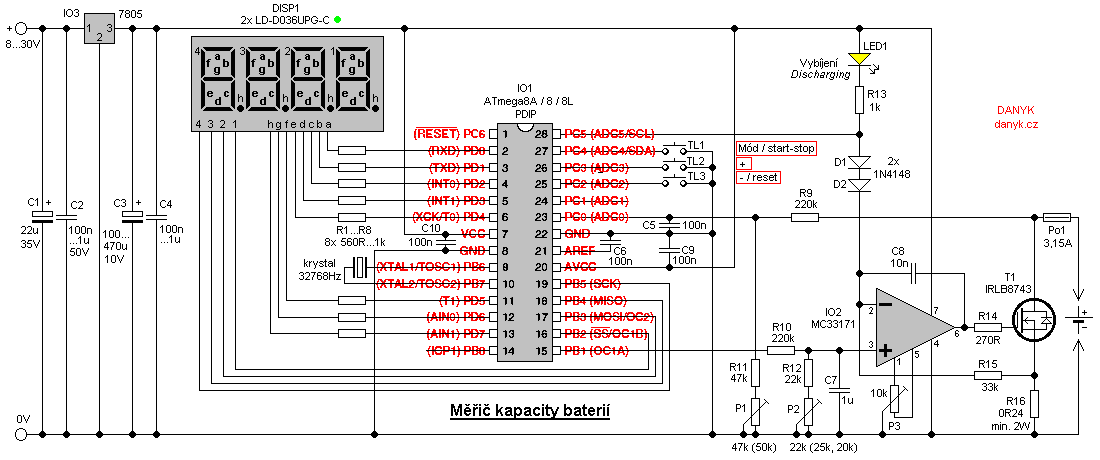 DISP1
2x LD-D036UPG-C
IO3
7805
1
3
2
+
8...30V
4
3
2
1
a
f
b
g
e
d
c
h
a
f
b
g
e
d
c
h
a
f
b
g
e
d
c
h
a
f
b
g
e
d
c
h
4 3 2 1
h g f e d c b a
LED1
Vybíjení
Discharging
R13
1k
DANYK
danyk.cz
IO1
ATmega8A / 8 / 8L
PDIP
(RESET) PC6 1
28 PC5 (ADC5/SCL)
(RXD) PD0 2
27 PC4 (ADC4/SDA)
(TXD) PD1 3
26 PC3 (ADC3)
(INT0) PD2 4
25 PC2 (ADC2)
(INT1) PD3 5
24 PC1 (ADC1)
(XCK/T0) PD4 6
23 PC0 (ADC0)
VCC 7
22 GND
GND 8
21 AREF
(XTAL1/TOSC1) PB6 9
20 AVCC
(XTAL2/TOSC2) PB7 10
19 PB5 (SCK)
(T1) PD5 11
18 PB4 (MISO)
(AIN0) PD6 12
17 PB3 (MOSI/OC2)
(AIN1) PD7 13
16 PB2 (SS/OC1B)
(ICP1) PB0 14
15 PB1 (OC1A)
TL1
TL2
TL3
Mód / start-stop
+
- / reset
D1
D2
2x
1N4148
R9
220k
Po1
3,15A
C1
+
22u
35V
C2
100n
...1u
50V
C3
+
100...
470u
10V
C4
100n
...1u
R1...R8
8x 560R...1k
C10
100n
krystal
32768Hz
C5
100n
C6
100n
C9
100n
C8
10n
T1
IRLB8743
IO2
MC33171
2
3
7
6
1
5
4
R14
270R
R15
33k
R16
0R24
min. 2W
+
R10
220k
R11
47k
R12
22k
C7
1u
10k
P3
P1
47k (50k)
P2
22k (25k, 20k)
0V
Měřič kapacity baterií